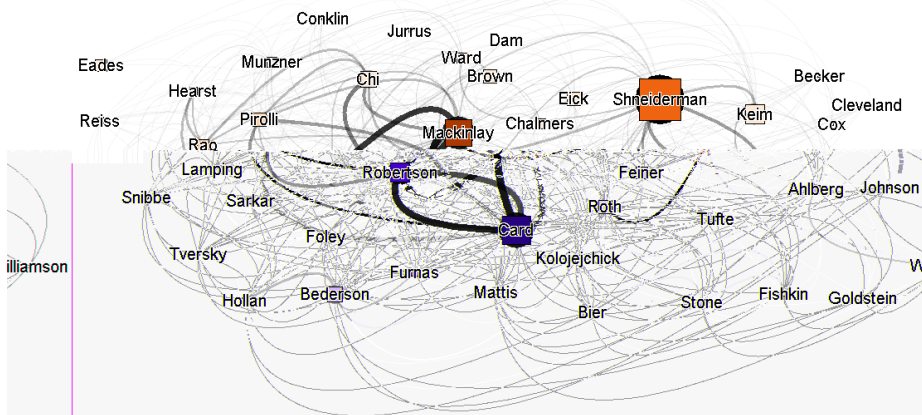 Conklin
Jurrus
Dam
Ward
Munzner
Eades
Chi
Brown
Becker
Hearst
Eick
Shneiderman
Cleveland
Keim
Reiss
Pirolli
Mackinlay
Chalmers
Cox
Rao
Lamping
Robertson
Feiner
Ahlberg
Johnson
Snibbe
Sarkar
Roth
Tufte
Card
Foley
Tversky
Kolojejchick
illiamson
Furnas
W
Hollan
Bederson
Mattis
Stone
Fishkin
Goldstein
Bier